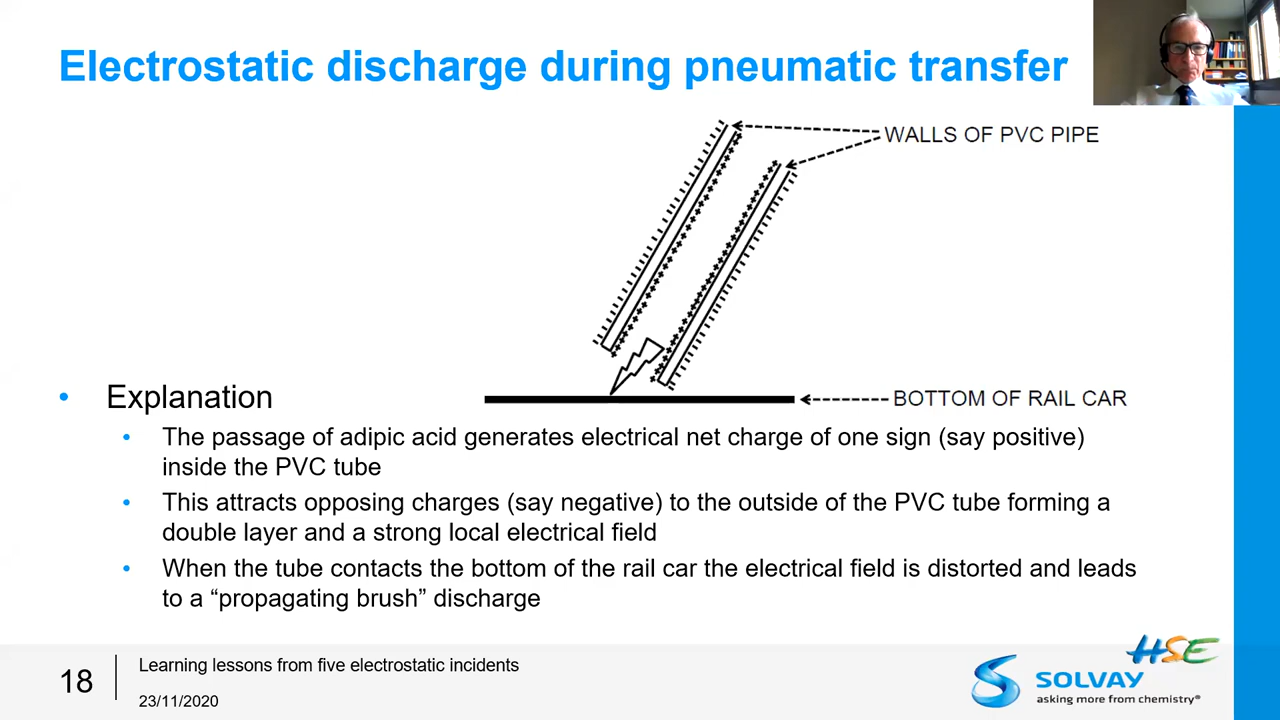 Electrostatic discharge during pneumatic transfer
WALLS OF PVC PIPE
BOTTOM OF RAIL CAR
• Explanation
• The passage of adipic acid generates electrical net charge of one sign (say positive)
inside the PVC tube
• This attracts opposing charges (say negative) to the outside of the PVC tube forming a
double layer and a strong local electrical field
• When the tube contacts the bottom of the rail car the electrical field is distorted and leads
to a “propagating brush” discharge
18
Learning lessons from five electrostatic incidents
23/11/2020
HSE
SOLVAY
asking more from chemistry®